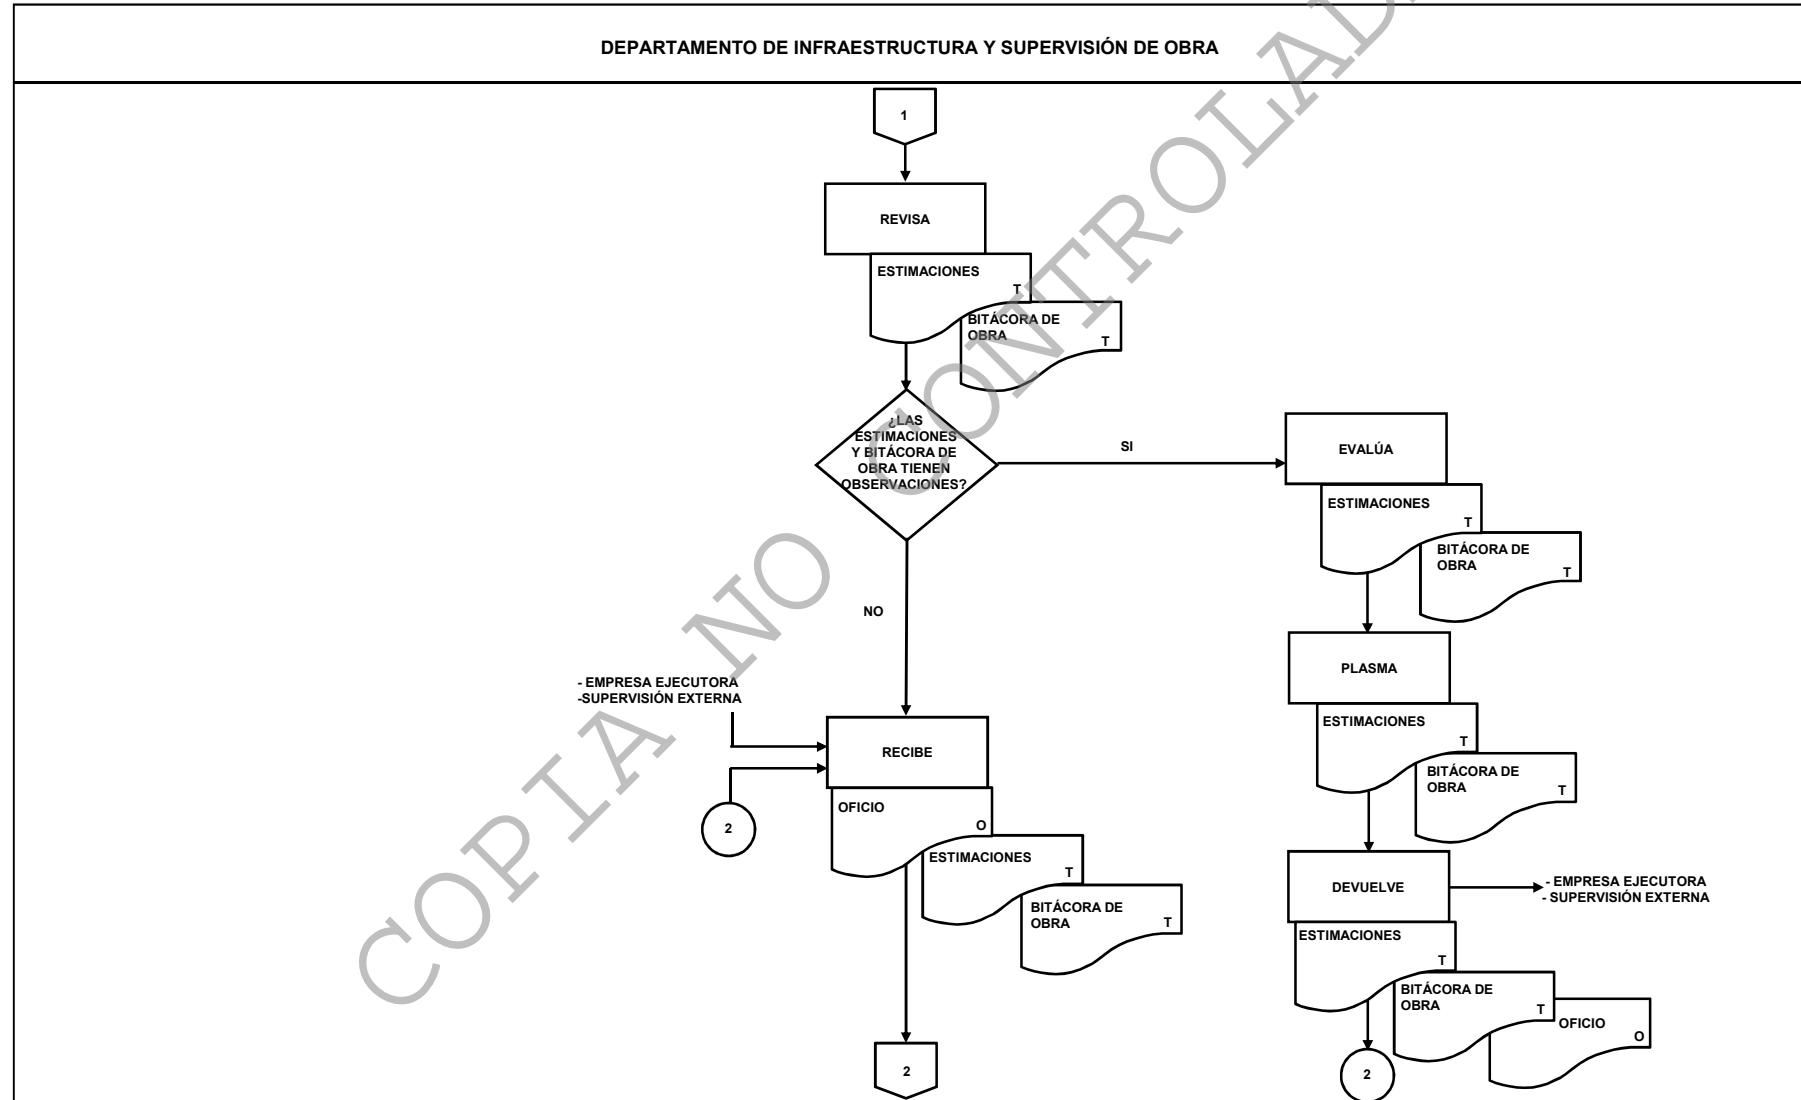 DEPARTAMENTO DE INFRAESTRUCTURA Y SUPERVISIÓN DE OBRA
1
REVISA
ESTIMACIONES
T
BITÁCORA DE
OBRA
T
¿LAS
ESTIMACIONES
Y BITÁCORA DE
OBRA TIENEN
OBSERVACIONES?
SI
EVALÚA
ESTIMACIONES
T
BITÁCORA DE
OBRA
T
NO
PLASMA
ESTIMACIONES
T
BITÁCORA DE
OBRA
T
- EMPRESA EJECUTORA
-SUPERVISIÓN EXTERNA
RECIBE
2
OFICIO
O
ESTIMACIONES
T
BITÁCORA DE
OBRA
T
DEVUELVE
- EMPRESA EJECUTORA
- SUPERVISIÓN EXTERNA
ESTIMACIONES
T
BITÁCORA DE
OBRA
T
OFICIO
O
2
2
COPIA NO CONTROLAD